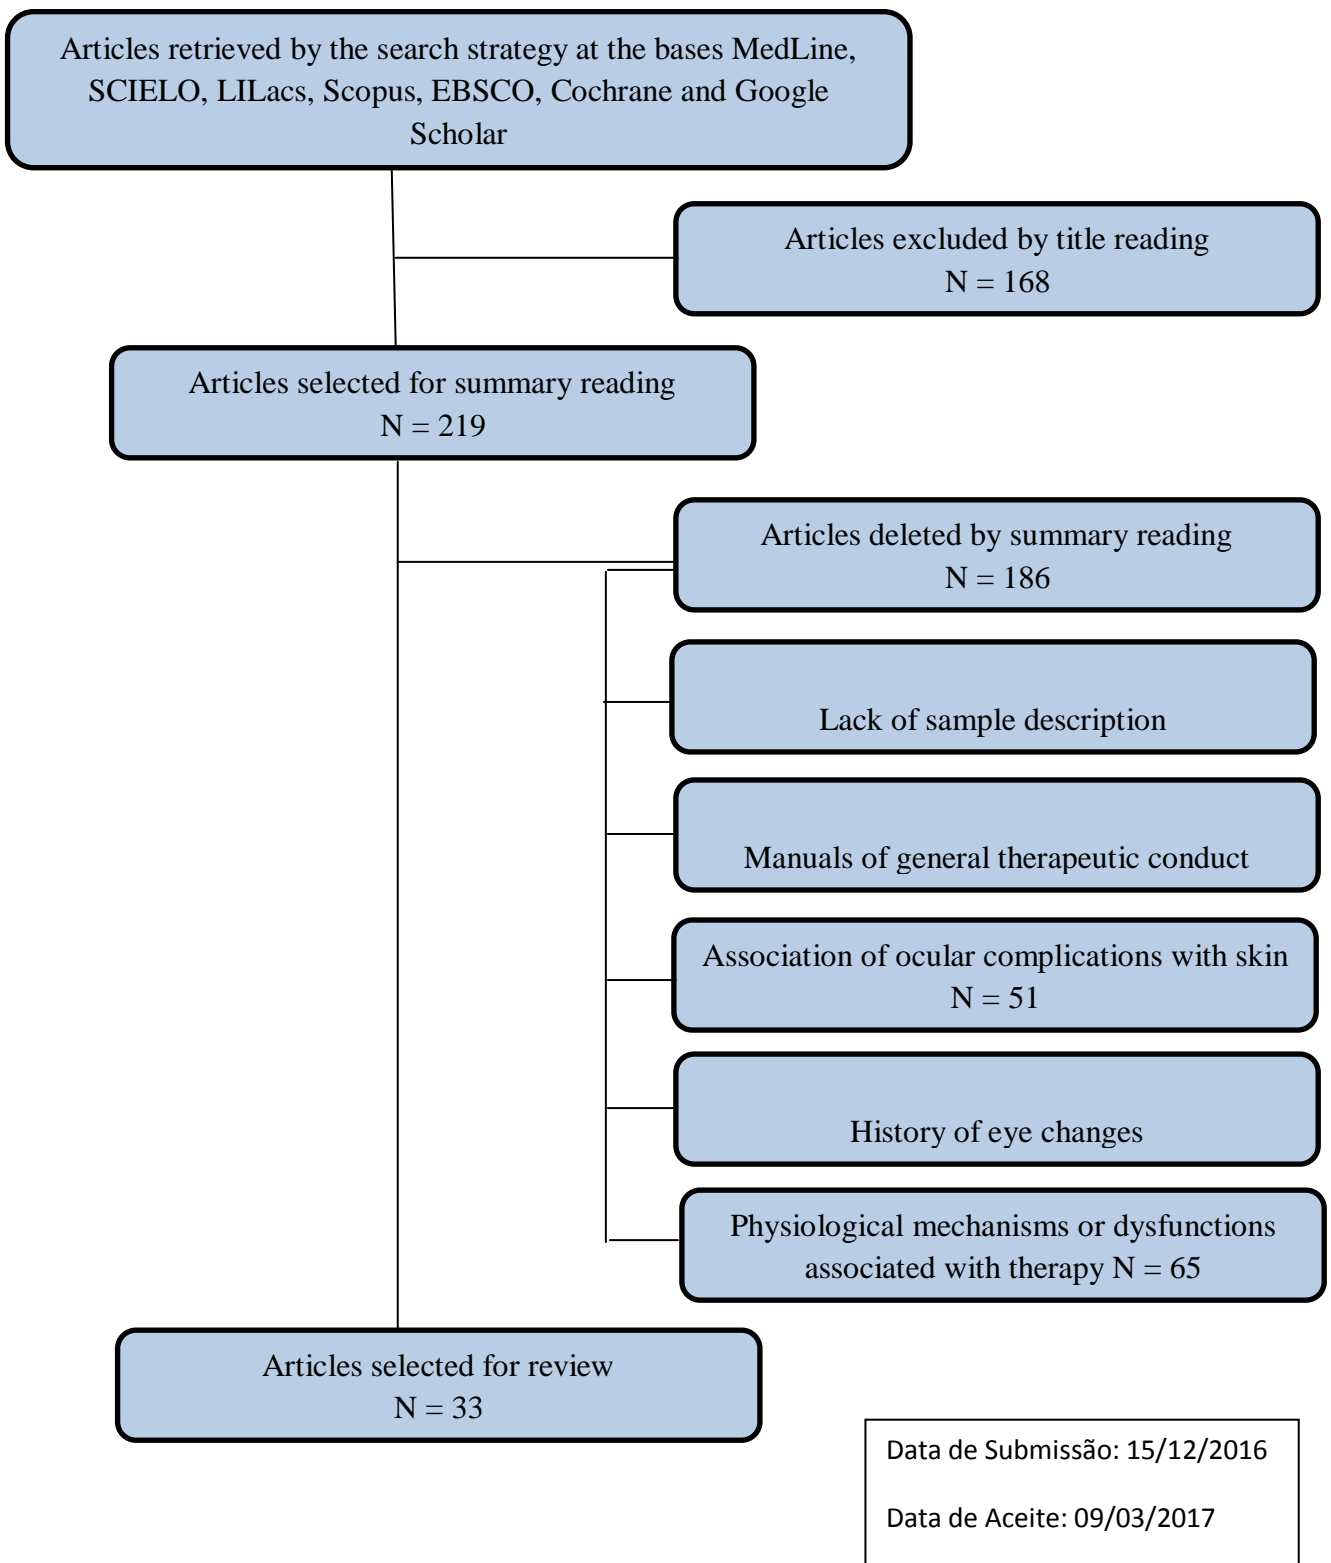 Articles retrieved by the search strategy at the bases MedLine,
SCIELO, LILacs, Scopus, EBSCO, Cochrane and Google
Scholar
Articles excluded by title reading
N = 168
Articles selected for summary reading
N = 219
Articles deleted by summary reading
N = 186
Lack of sample description
Manuals of general therapeutic conduct
Association of ocular complications with skin
N = 51
History of eye changes
Physiological mechanisms or dysfunctions
associated with therapy N = 65
Articles selected for review
N = 33
Data de Submissão: 15/12/2016
Data de Aceite: 09/03/2017